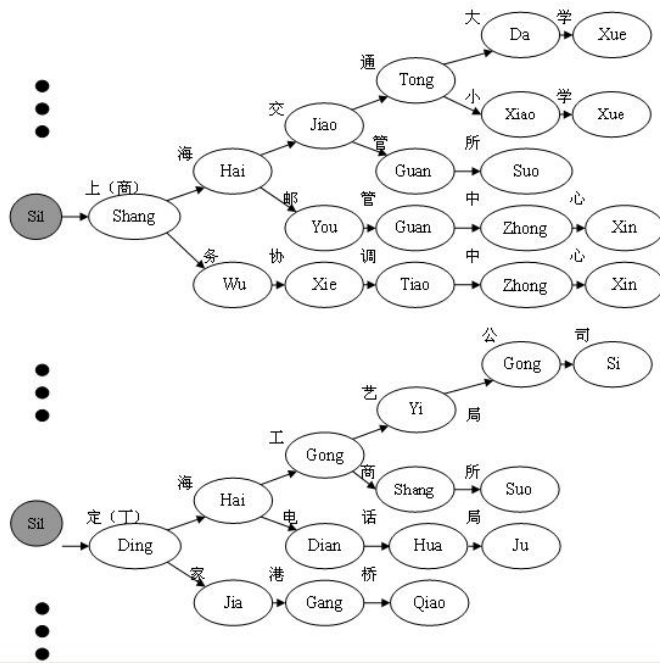 大 学
Da Xue
通
Tong
小 学
Xiao Xue
交
Jiao
管 所
Guan Suo
海
Hai
邮 管 中 心
You Guan Zhong Xin
上（商）
Sil Shang
务 协 调 中 心
Wu Xie Tiao Zhong Xin
公 司
Gong Si
艺
Yi
局
工
Gong
商 所
Shang Suo
海
Hai
电 话 局
Dian Hua Ju
定（丁）
Sil Ding
家 港 桥
Jia Gang Qiao